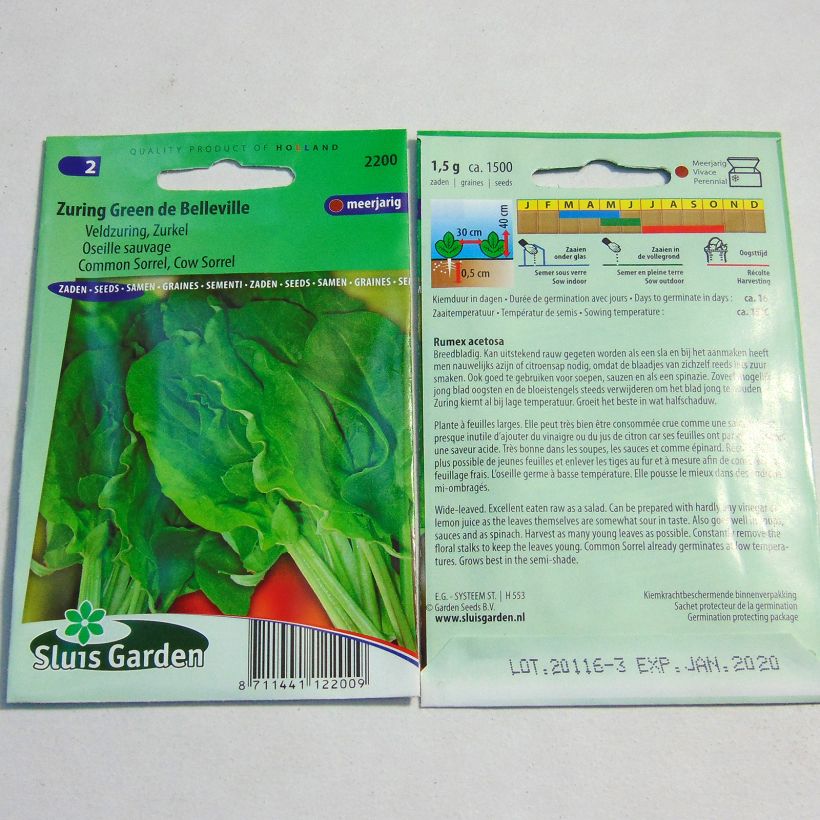 QUALITY PRODUCT OF HOLLAND
2
2200
Zuring Green de Belleville
meerjarig
Veldzuring, Zurkel
Oseille sauvage
Common Sorrel, Cow Sorrel
ZADEN • SEEDS • SAMEN • GRAINES • SEMENTI • ZADEN • SEEDS • SAMEN • GRAINES • SE
Sluis Garden
8 711441 122009
1,5 g ca. 1500
zaden | graines | seeds
Meerjarig
Vivace
Perennial
J F M A M J J A S O N D
30 cm
40 cm
0,5 cm
Zaaien
onder glas
Semer sous verre
Sow indoor
Zaaien in
de vollegrond
Semer en pleine terre
Sow outdoor
Oogsttijd
Récolte
Harvesting
Kiemduur in dagen • Durée de germination avec jours • Days to germinate in days : ca. 16
Zaaitemperatuur • Températur de semis • Sowing temperature : ca. 15°C
Rumex acetosa
Breedbladig. Kan uitstekend rauw gegeten worden als een sla en bij het aanmaken heeft
men nauwelijks azijn of citroensap nodig, omdat de blaadjes van zichzelf reeds iets zuur
smaken. Ook goed te gebruiken voor soepen, sauzen en als een spinazie. Zoveel mogelijk
jong blad oogsten en de bloeistengels steeds verwijderen om het blad jong te houden.
Zuring kiemt al bij lage temperatuur. Groeit het beste in wat halfschaduw.
Plante à feuilles larges. Elle peut très bien être consommée crue comme une salade
presque inutile d'ajouter du vinaigre ou du jus de citron car ses feuilles ont par
une saveur acide. Très bonne dans les soupes, les sauces et comme épinard.
plus possible de jeunes feuilles et enlever les tiges au fur et à mesure afin de
feuillage frais. L'oseille germe à basse température. Elle pousse le mieux dans des
mi-ombragés.
Wide-leaved. Excellent eaten raw as a salad. Can be prepared with hardly any vinegar or
lemon juice as the leaves themselves are somewhat sour in taste. Also goes well in soups,
sauces and as spinach. Harvest as many young leaves as possible. Constantly remove the
floral stalks to keep the leaves young. Common Sorrel already germinates at low tempera-
tures. Grows best in the semi-shade.
E.G. - SYSTEEM ST. | H 553
© Garden Seeds B.V.
www.sluisgarden.nl
Kiemkrachtbeschermende binnenverpakking
Sachet protecteur de la germination
Germination protecting package
LOT.20116-3 EXP.JAN.2020